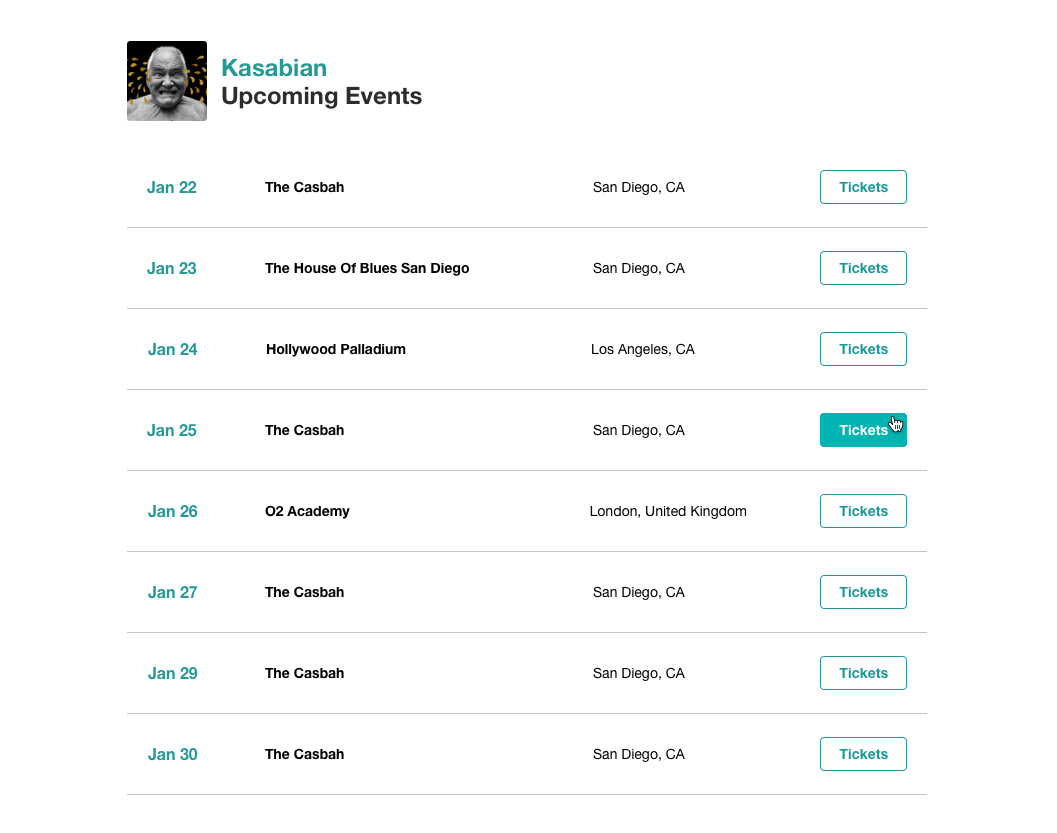 Kasabian
Upcoming Events
Jan 22 The Casbah San Diego, CA Tickets
Jan 23 The House Of Blues San Diego San Diego, CA Tickets
Jan 24 Hollywood Palladium Los Angeles, CA Tickets
Jan 25 The Casbah San Diego, CA Tickets
Jan 26 O2 Academy London, United Kingdom Tickets
Jan 27 The Casbah San Diego, CA Tickets
Jan 29 The Casbah San Diego, CA Tickets
Jan 30 The Casbah San Diego, CA Tickets